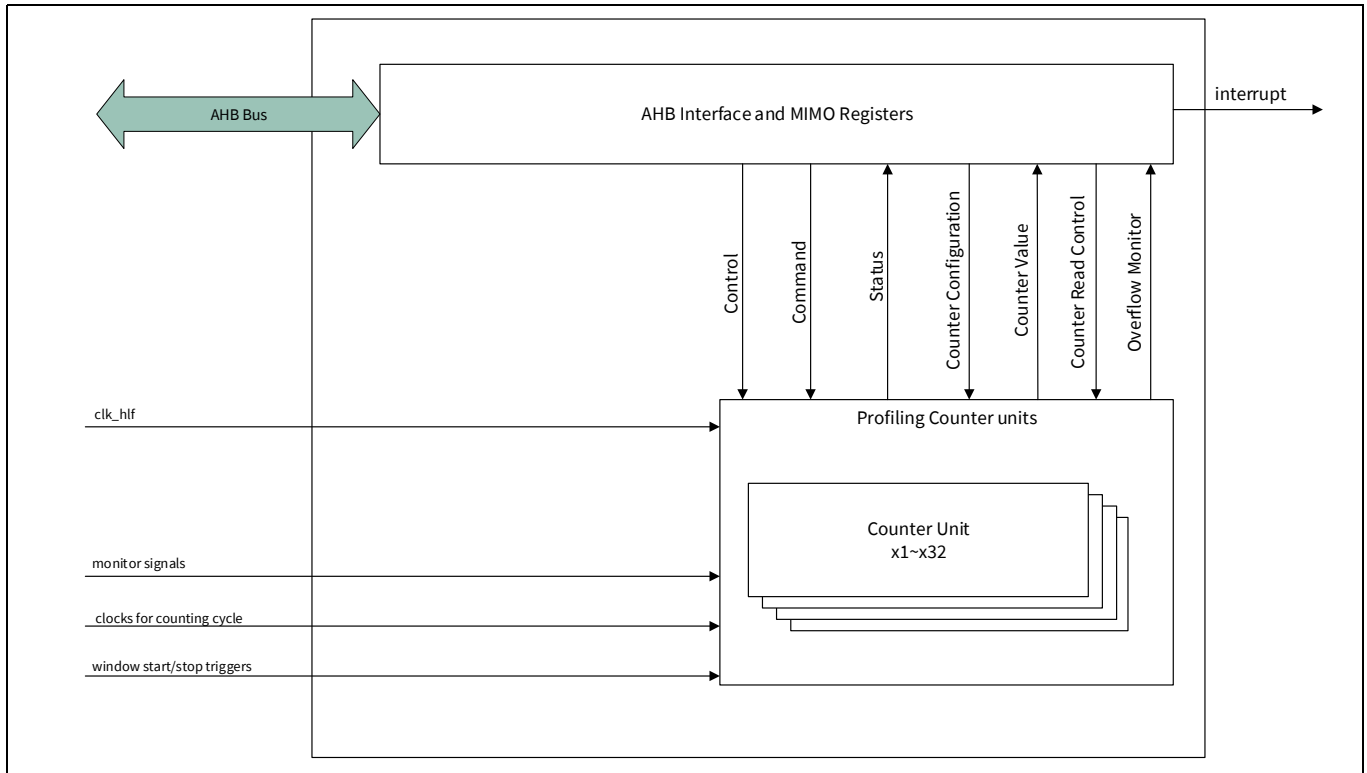 AHB Bus
AHB Interface and MIMO Registers
interrupt
Control
Command
Status
Counter Configuration
Counter Value
Counter Read Control
Overflow Monitor
clk_hlf
Profiling Counter units
Counter Unit
x1~x32
monitor signals
clocks for counting cycle
window start/stop triggers